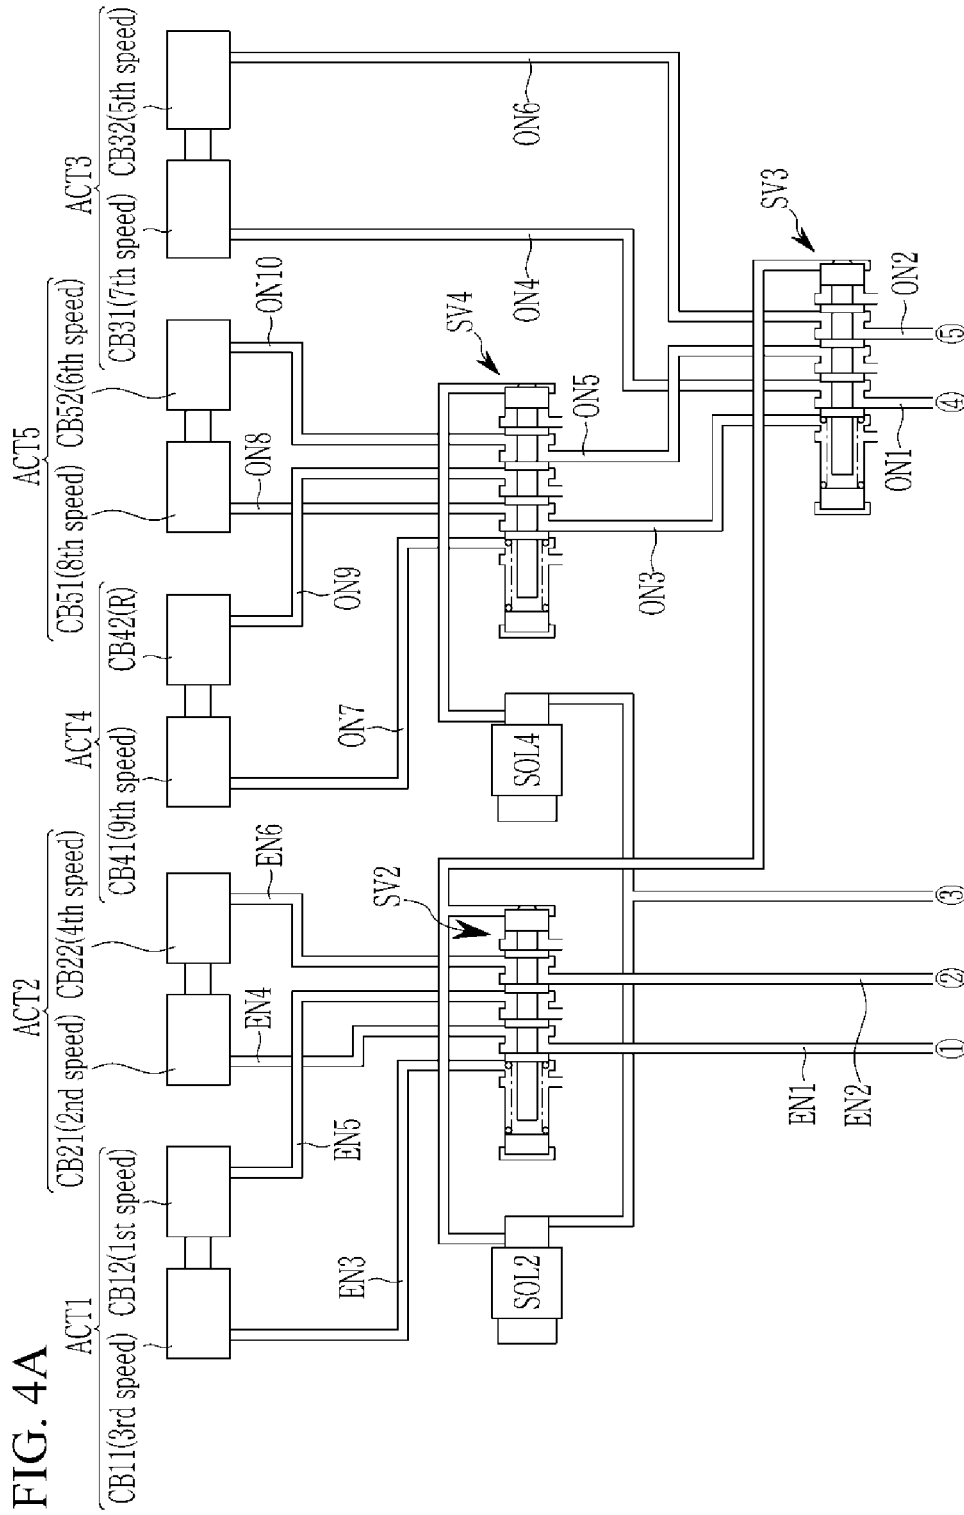 FIG. 4A
ACT1
CB11(3rd speed) CB12(1st speed)
ACT2
CB21(2nd speed) CB22(4th speed)
ACT4
CB41(9th speed) CB42(R)
ACT5
CB51(8th speed) CB52(6th speed)
ACT3
CB31(7th speed) CB32(5th speed)
EN3
EN5
EN4
EN6
ON7
ON9
ON8
ON10
ON4
ON6
SOL2
SV2
SOL4
SV4
ON5
ON3
SV3
EN1
EN2
ON1
ON2
①
②
③
④
⑤